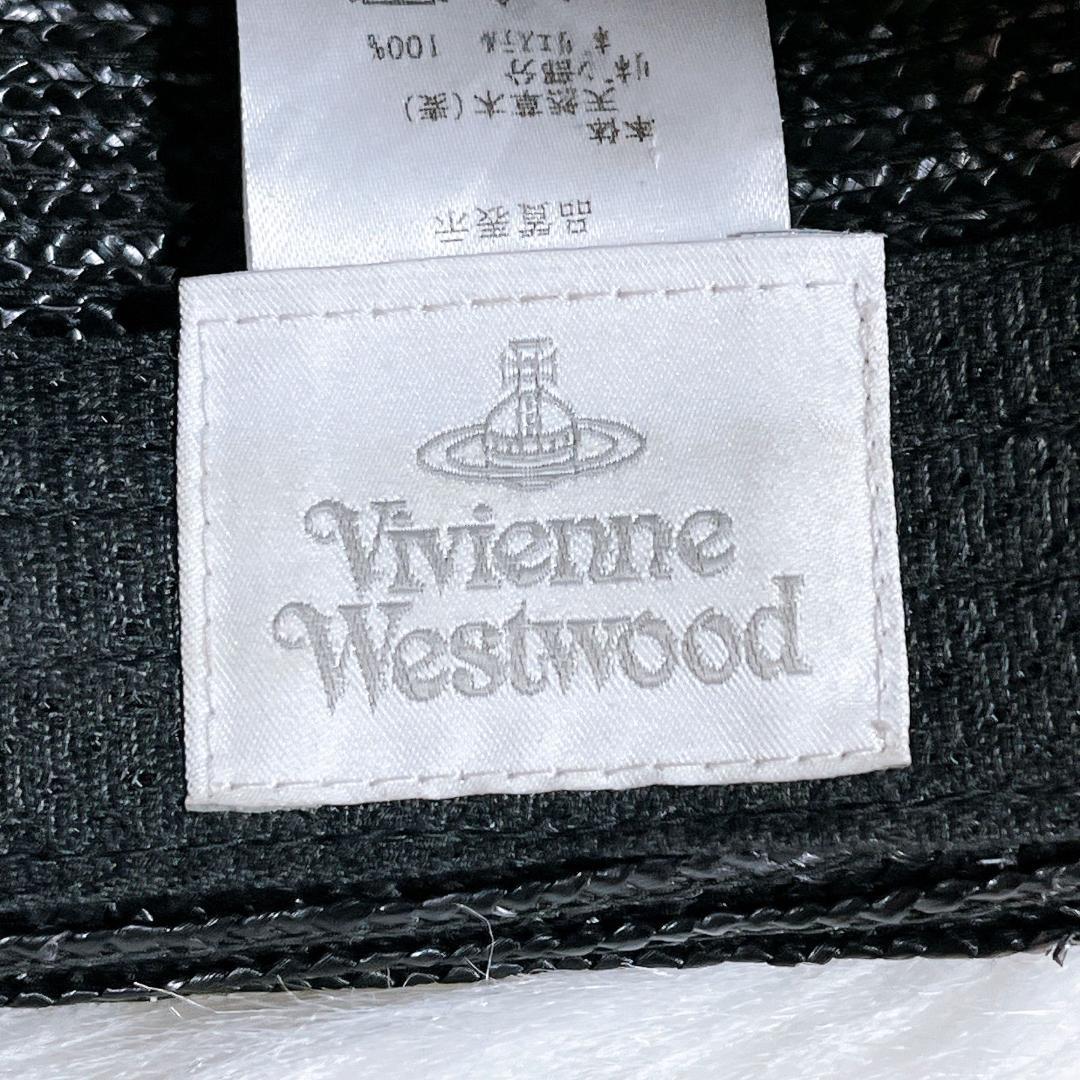 Vivienne
Westwood
品質表示
本体
天然草木(麦)
リボン部分
ポリエステル 100%